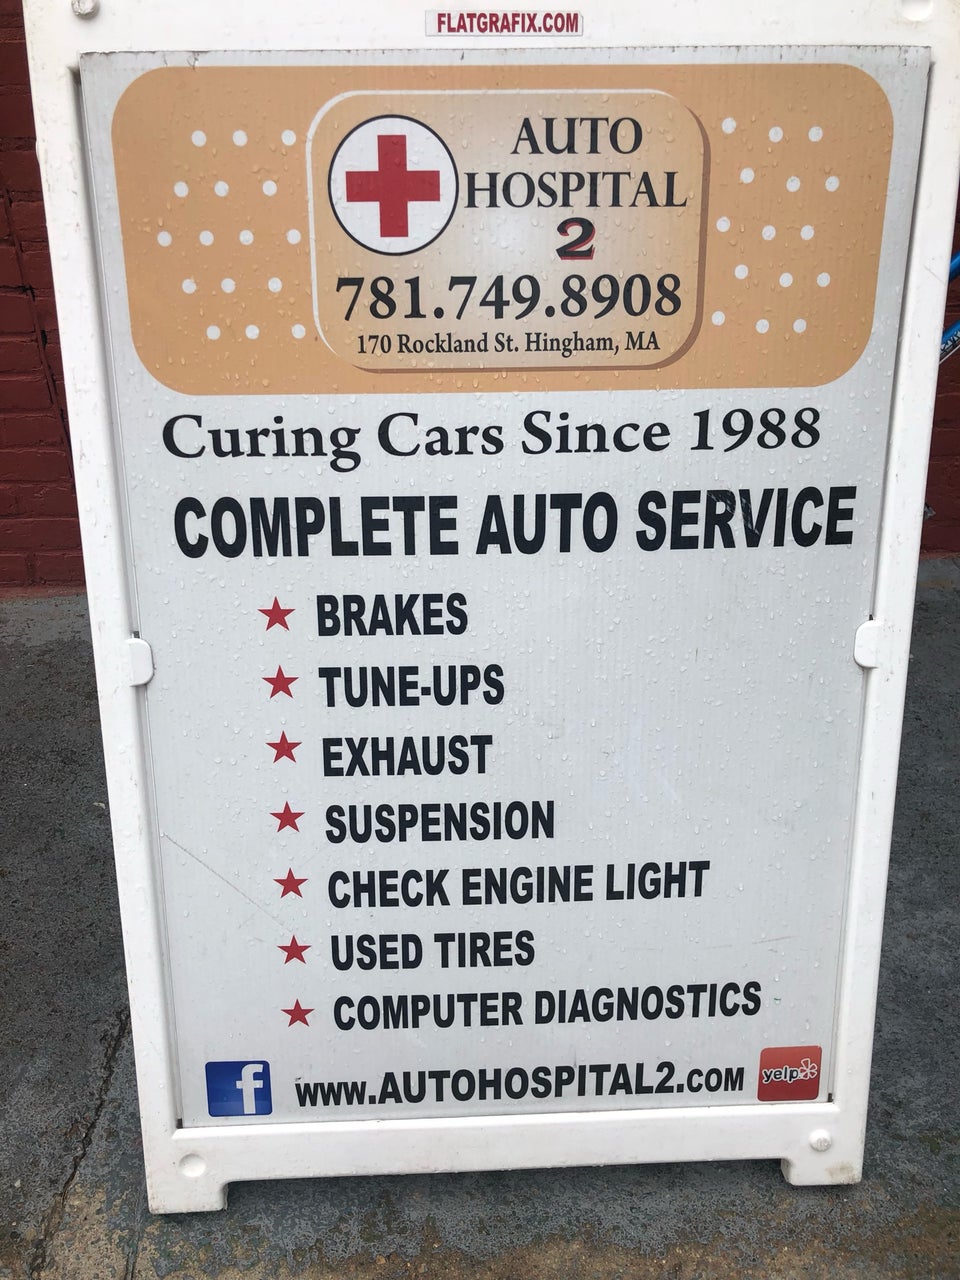 FLATGRAFIX.COM
AUTO
HOSPITAL
2
781.749.8908
170 Rockland St. Hingham, MA
Curing Cars Since 1988
COMPLETE AUTO SERVICE
BRAKES
TUNE-UPS
EXHAUST
SUSPENSION
CHECK ENGINE LIGHT
USED TIRES
COMPUTER DIAGNOSTICS
f www.AUTOHOSPITAL2.COM yelp